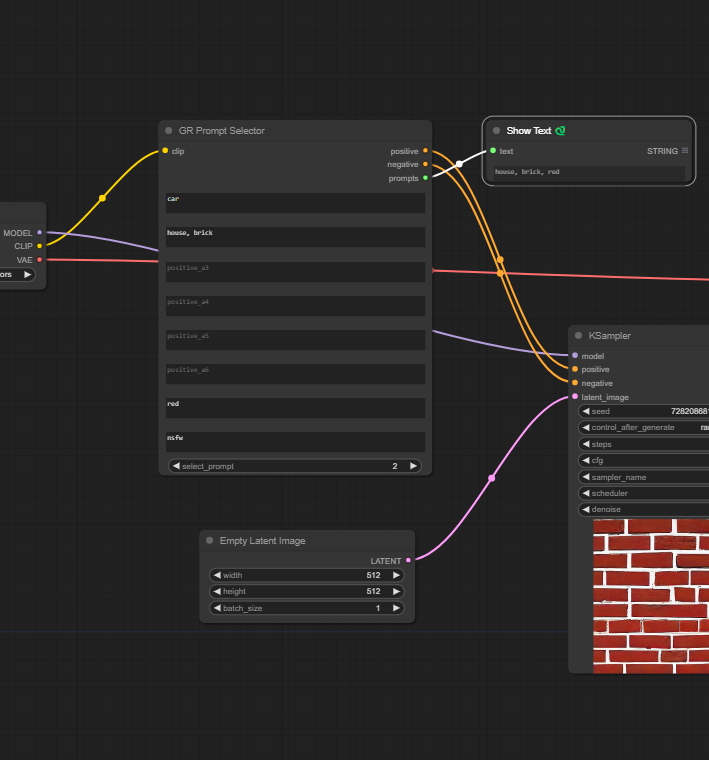 MODEL
CLIP
VAE
ors
GR Prompt Selector
clip
positive
negative
prompts
car
house, brick
positive_a3
positive_a4
positive_a5
positive_a6
red
nsfw
select_prompt 2
Show Text
text STRING
house, brick, red
Empty Latent Image
LATENT
width 512
height 512
batch_size 1
KSampler
model
positive
negative
latent_image
seed 72820868
control_after_generate ra
steps
cfg
sampler_name
scheduler
denoise